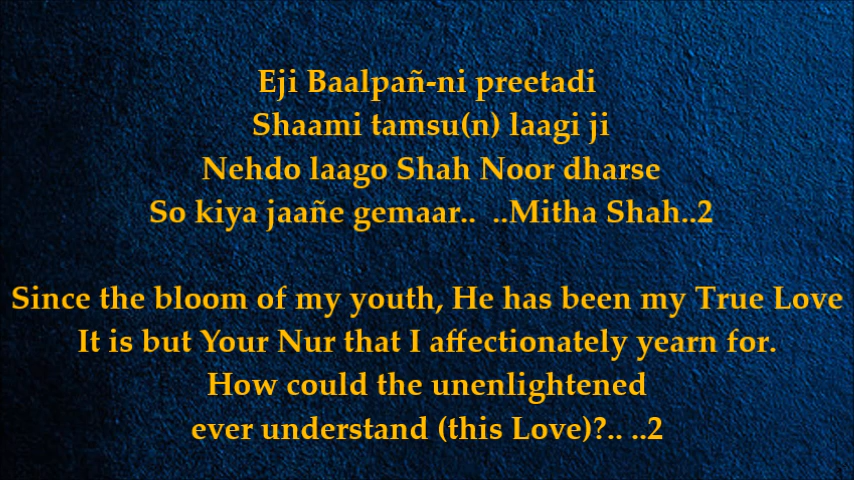 Eji Baalpañ-ni preetadi
Shaami tamsu(n) laagi ji
Nehdo laago Shah Noor dharse
So kiya jaañe gemaar.. ..Mitha Shah..2
Since the bloom of my youth, He has been my True Love
It is but Your Nur that I affectionately yearn for.
How could the unenlightened
ever understand (this Love)?.. ..2